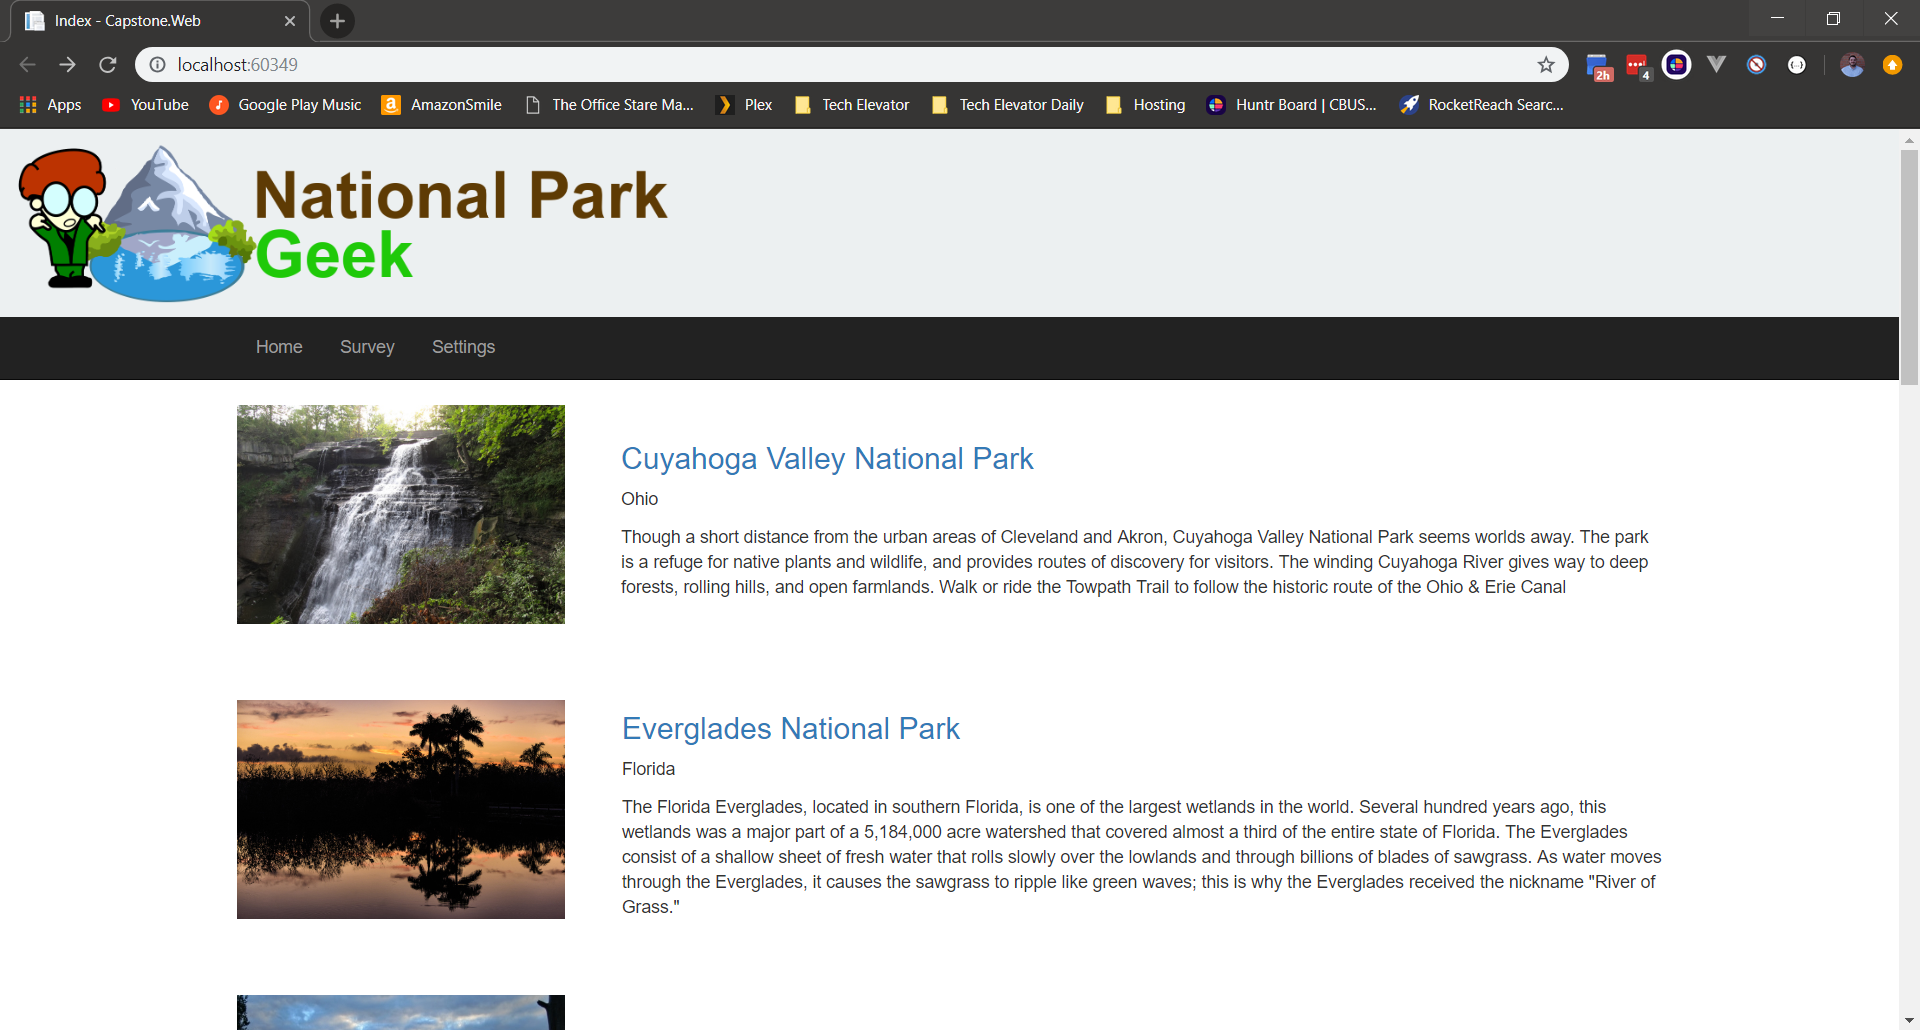 Index - Capstone.Web
localhost:60349
2h
4
Apps
YouTube
Google Play Music
AmazonSmile
The Office Stare Ma...
Plex
Tech Elevator
Tech Elevator Daily
Hosting
Huntr Board | CBUS...
RocketReach Searc...
National Park
Geek
Home
Survey
Settings
Cuyahoga Valley National Park
Ohio
Though a short distance from the urban areas of Cleveland and Akron, Cuyahoga Valley National Park seems worlds away. The park
is a refuge for native plants and wildlife, and provides routes of discovery for visitors. The winding Cuyahoga River gives way to deep
forests, rolling hills, and open farmlands. Walk or ride the Towpath Trail to follow the historic route of the Ohio & Erie Canal
Everglades National Park
Florida
The Florida Everglades, located in southern Florida, is one of the largest wetlands in the world. Several hundred years ago, this
wetlands was a major part of a 5,184,000 acre watershed that covered almost a third of the entire state of Florida. The Everglades
consist of a shallow sheet of fresh water that rolls slowly over the lowlands and through billions of blades of sawgrass. As water moves
through the Everglades, it causes the sawgrass to ripple like green waves; this is why the Everglades received the nickname "River of
Grass."